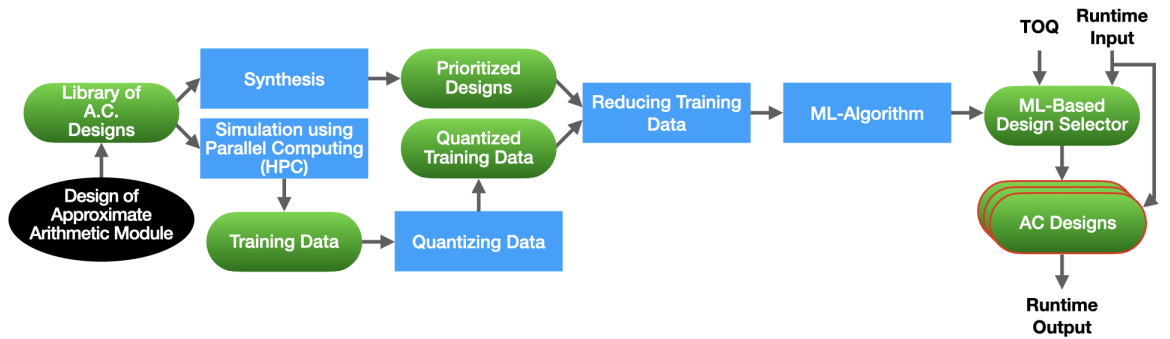 Design of
Approximate
Arithmetic Module
Library of
A.C.
Designs
Synthesis
Simulation using
Parallel Computing
(HPC)
Training Data
Quantizing Data
Prioritized
Designs
Quantized
Training Data
Reducing Training
Data
ML-Algorithm
TOQ
Runtime
Input
ML-Based
Design Selector
AC Designs
Runtime
Output